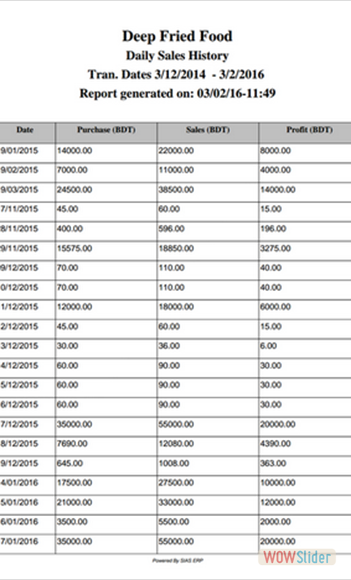 Deep Fried Food
Daily Sales History
Tran. Dates 3/12/2014 - 3/2/2016
Report generated on: 03/02/16-11:49
Date Purchase (BDT) Sales (BDT) Profit (BDT)
9/01/2015 14000.00 22000.00 8000.00
9/02/2015 7000.00 11000.00 4000.00
9/03/2015 24500.00 38500.00 14000.00
7/11/2015 45.00 60.00 15.00
8/11/2015 400.00 596.00 196.00
9/11/2015 15575.00 18850.00 3275.00
9/12/2015 70.00 110.00 40.00
0/12/2015 70.00 110.00 40.00
1/12/2015 12000.00 18000.00 6000.00
2/12/2015 45.00 60.00 15.00
3/12/2015 30.00 36.00 6.00
4/12/2015 60.00 90.00 30.00
5/12/2015 60.00 90.00 30.00
6/12/2015 60.00 90.00 30.00
7/12/2015 35000.00 55000.00 20000.00
8/12/2015 7690.00 12080.00 4390.00
9/12/2015 645.00 1008.00 363.00
4/01/2016 17500.00 27500.00 10000.00
5/01/2016 21000.00 33000.00 12000.00
6/01/2016 3500.00 5500.00 2000.00
7/01/2016 35000.00 55000.00 20000.00
Powered By GIAS ERP
WOWSlider